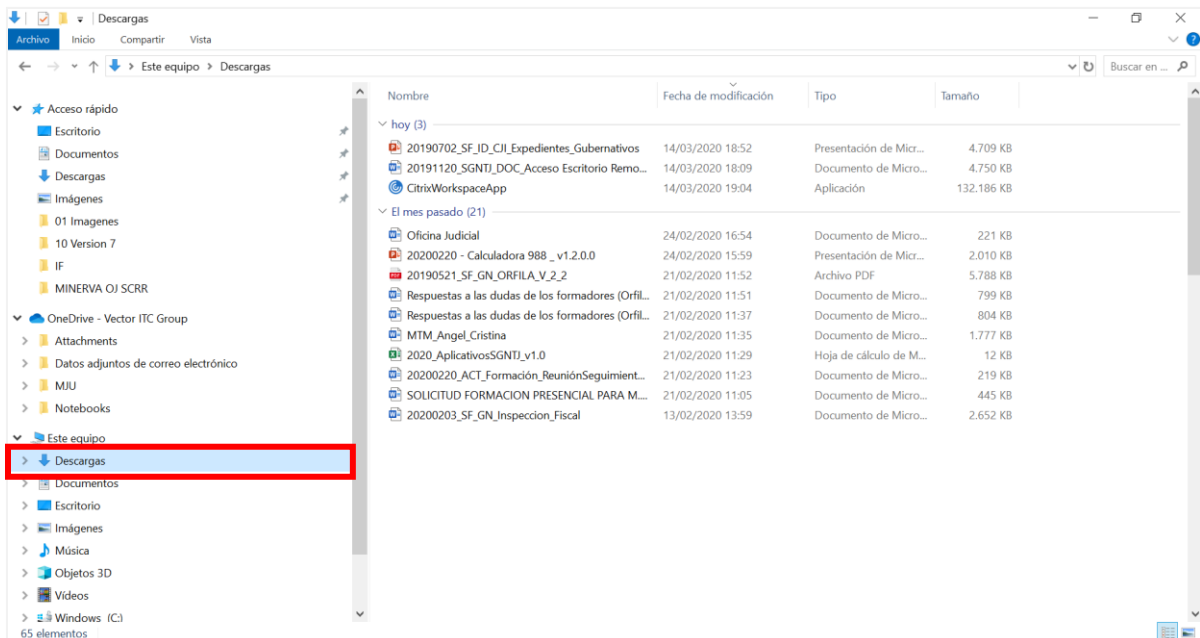 Descargas
Archivo Inicio Compartir Vista
Este equipo > Descargas Buscar en ...
Acceso rápido
Escritorio
Documentos
Descargas
Imágenes
01 Imagenes
10 Version 7
IF
MINERVA OJ SCRR
OneDrive - Vector ITC Group
Attachments
Datos adjuntos de correo electrónico
MJU
Notebooks
Este equipo
Descargas
Documentos
Escritorio
Imágenes
Música
Objetos 3D
Vídeos
Windows (C:)
65 elementos
Nombre Fecha de modificación Tipo Tamaño
hoy (3)
20190702_SF_ID_CJI_Expedientes_Gubernativos 14/03/2020 18:52 Presentación de Micr... 4.709 KB
20191120_SGNTJ_DOC_Acceso Escritorio Remo... 14/03/2020 18:09 Documento de Micro... 4.750 KB
CitrixWorkspaceApp 14/03/2020 19:04 Aplicación 132.186 KB
El mes pasado (21)
Oficina Judicial 24/02/2020 16:54 Documento de Micro... 221 KB
20200220 - Calculadora 988 _ v1.2.0.0 24/02/2020 15:59 Presentación de Micr... 2.010 KB
20190521_SF_GN_ORFILA_V_2_2 21/02/2020 11:52 Archivo PDF 5.788 KB
Respuestas a las dudas de los formadores (Orfil... 21/02/2020 11:51 Documento de Micro... 799 KB
Respuestas a las dudas de los formadores (Orfil... 21/02/2020 11:37 Documento de Micro... 804 KB
MTM_Angel_Cristina 21/02/2020 11:35 Documento de Micro... 1.777 KB
2020_AplicativosSGNTJ_v1.0 21/02/2020 11:29 Hoja de cálculo de M... 12 KB
20200220_ACT_Formación_ReuniónSeguimient... 21/02/2020 11:23 Documento de Micro... 219 KB
SOLICITUD FORMACION PRESENCIAL PARA M.... 21/02/2020 11:05 Documento de Micro... 445 KB
20200203_SF_GN_Inspeccion_Fiscal 13/02/2020 13:59 Documento de Micro... 2.652 KB